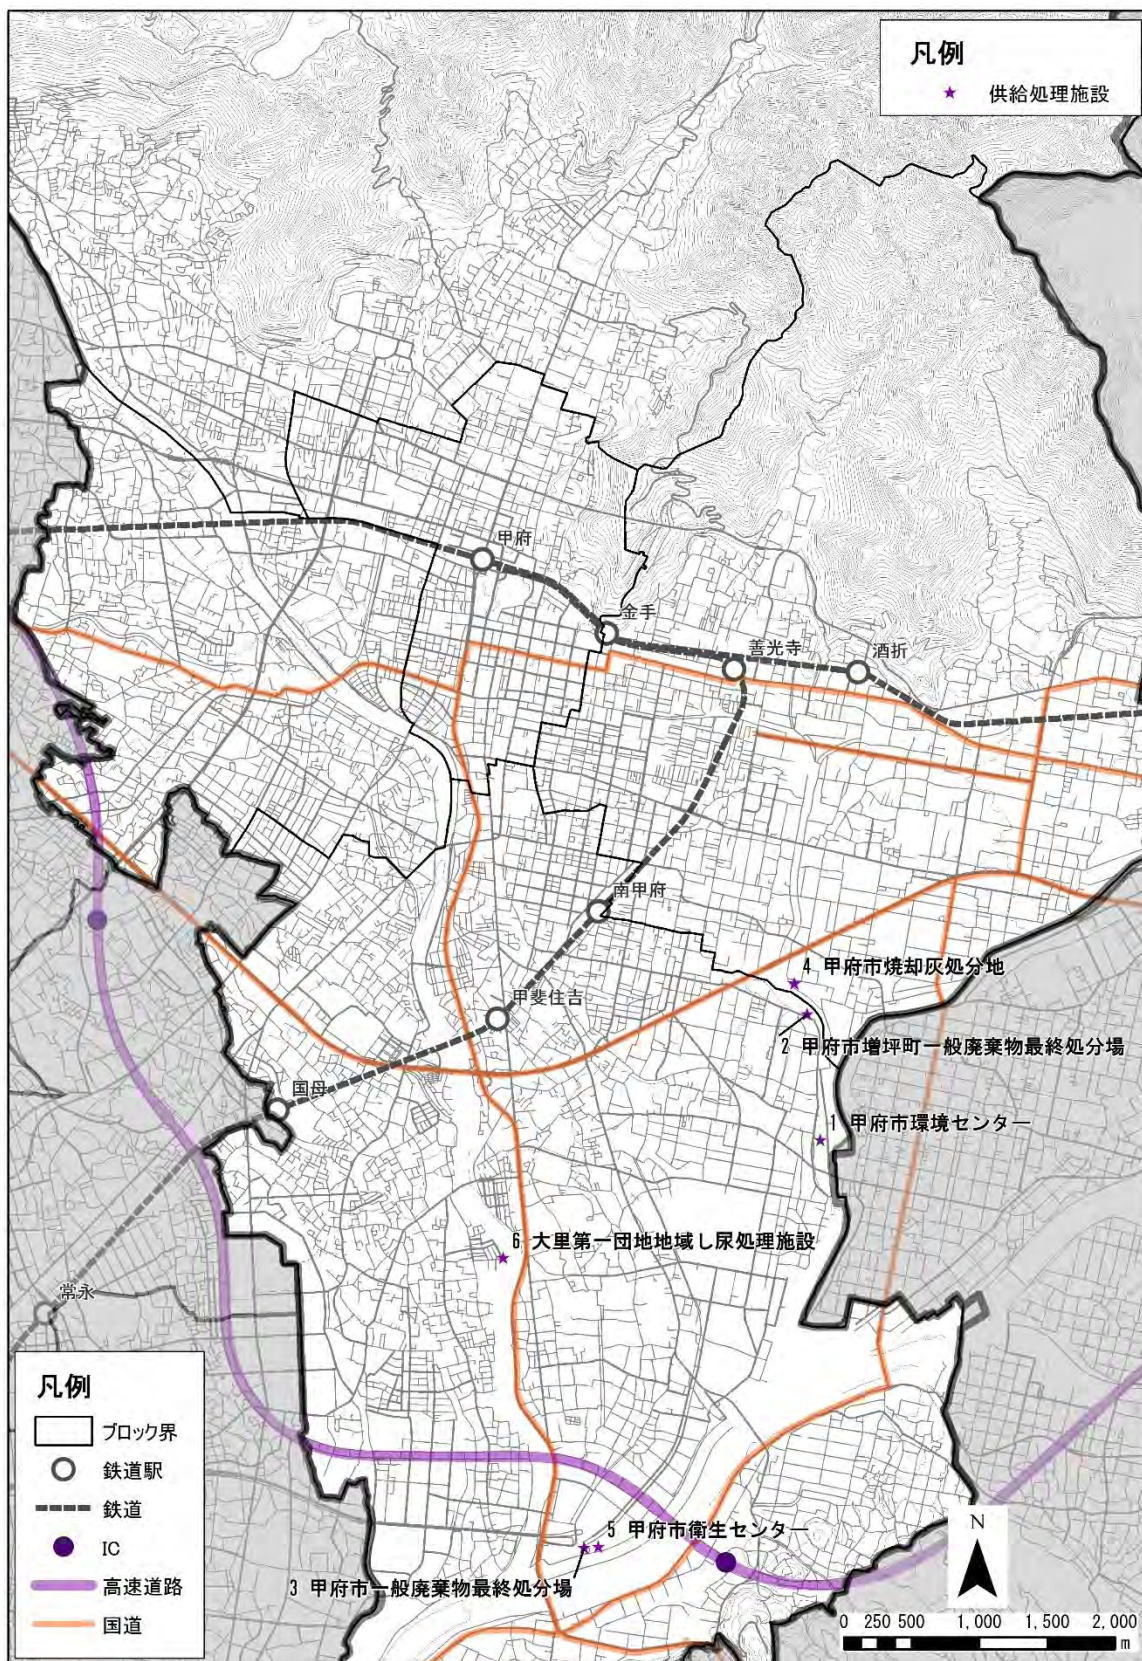 凡例
★ 供給処理施設
甲府
金手
善光寺
酒折
南甲府
4 甲府市焼却灰処分地
甲斐住吉
2 甲府市増坪町一般廃棄物最終処分場
国母
1 甲府市環境センター
6 大里第一団地地域し尿処理施設
常永
凡例
ブロック界
鉄道駅
鉄道
IC
高速道路
国道
5 甲府市衛生センター
3 甲府市一般廃棄物最終処分場
N
0 250 500 1,000 1,500 2,000
m